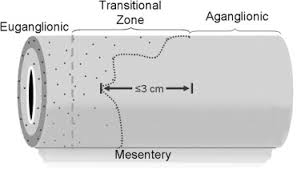 Transitional
Zone
Euganglionic
Aganglionic
≤3 cm
Mesentery